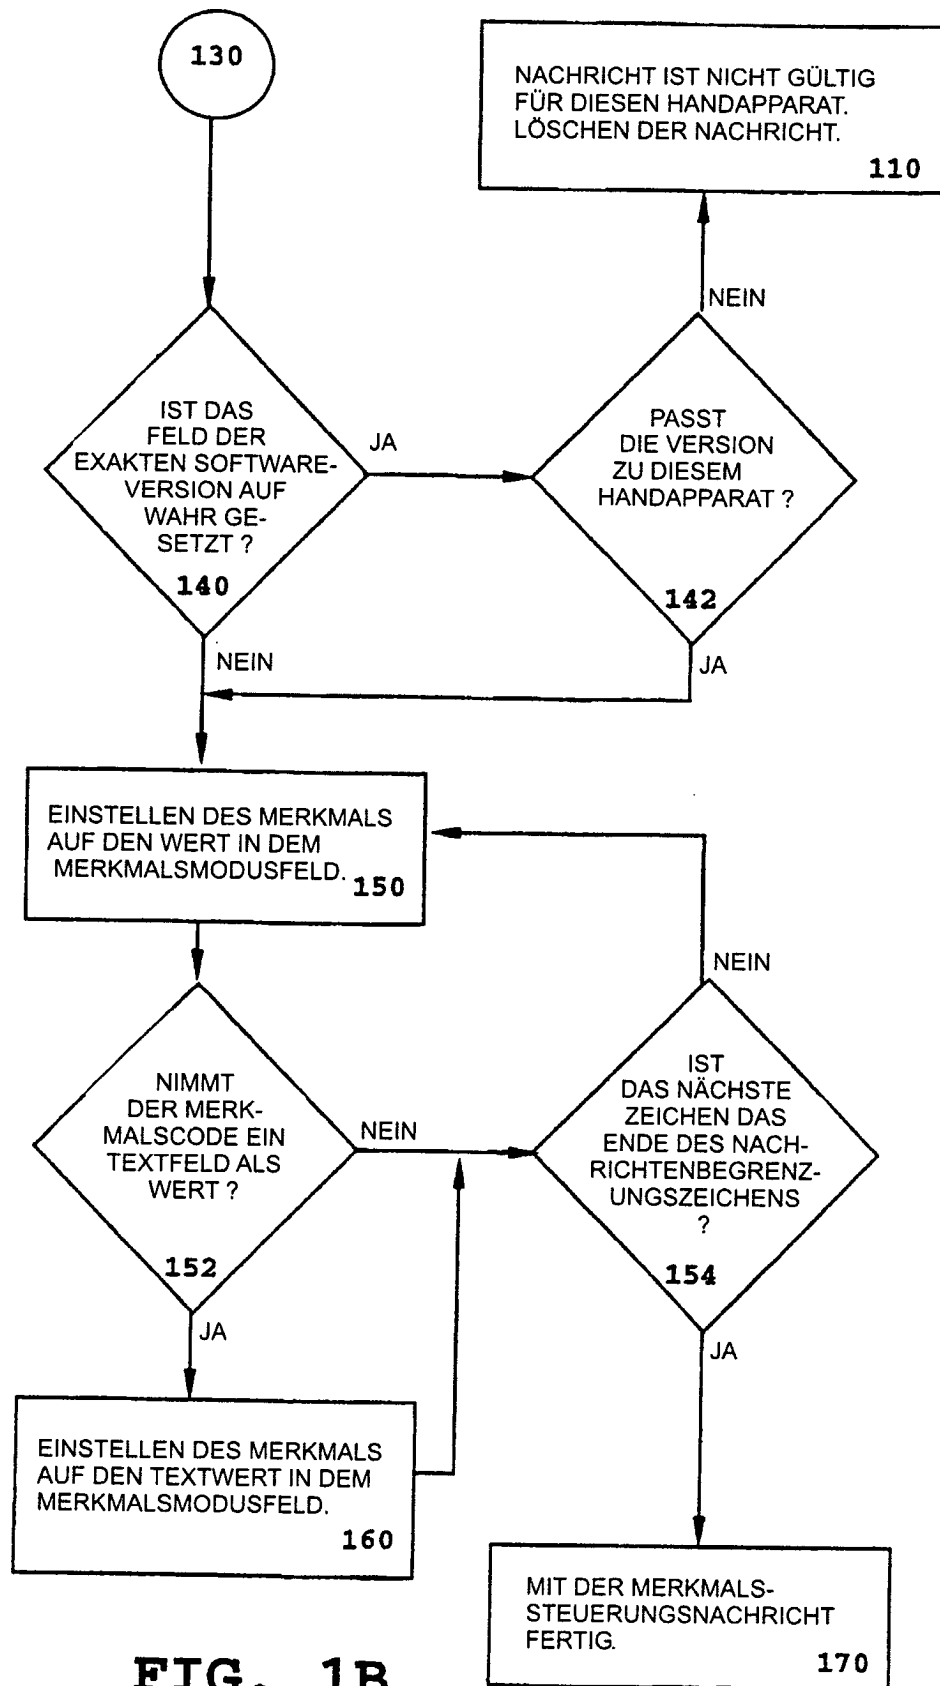 130
NACHRICHT IST NICHT GÜLTIG
FÜR DIESEN HANDAPPARAT.
LÖSCHEN DER NACHRICHT.
110
NEIN
IST DAS
FELD DER
EXAKTEN SOFTWARE-
VERSION AUF
WAHR GE-
SETZT ?
140
JA
PASST
DIE VERSION
ZU DIESEM
HANDAPPARAT ?
142
NEIN
JA
EINSTELLEN DES MERKMALS
AUF DEN WERT IN DEM
MERKMALSMODUSFELD.
150
NEIN
NIMMT
DER MERK-
MALSCODE EIN
TEXTFELD ALS
WERT ?
152
NEIN
IST
DAS NÄCHSTE
ZEICHEN DAS
ENDE DES NACH-
RICHTENBEGRENZ-
UNGSZEICHENS
?
154
JA
JA
EINSTELLEN DES MERKMALS
AUF DEN TEXTWERT IN DEM
MERKMALSMODUSFELD.
160
MIT DER MERKMALS-
STEUERUNGSNACHRICHT
FERTIG.
170
FIG. 1B